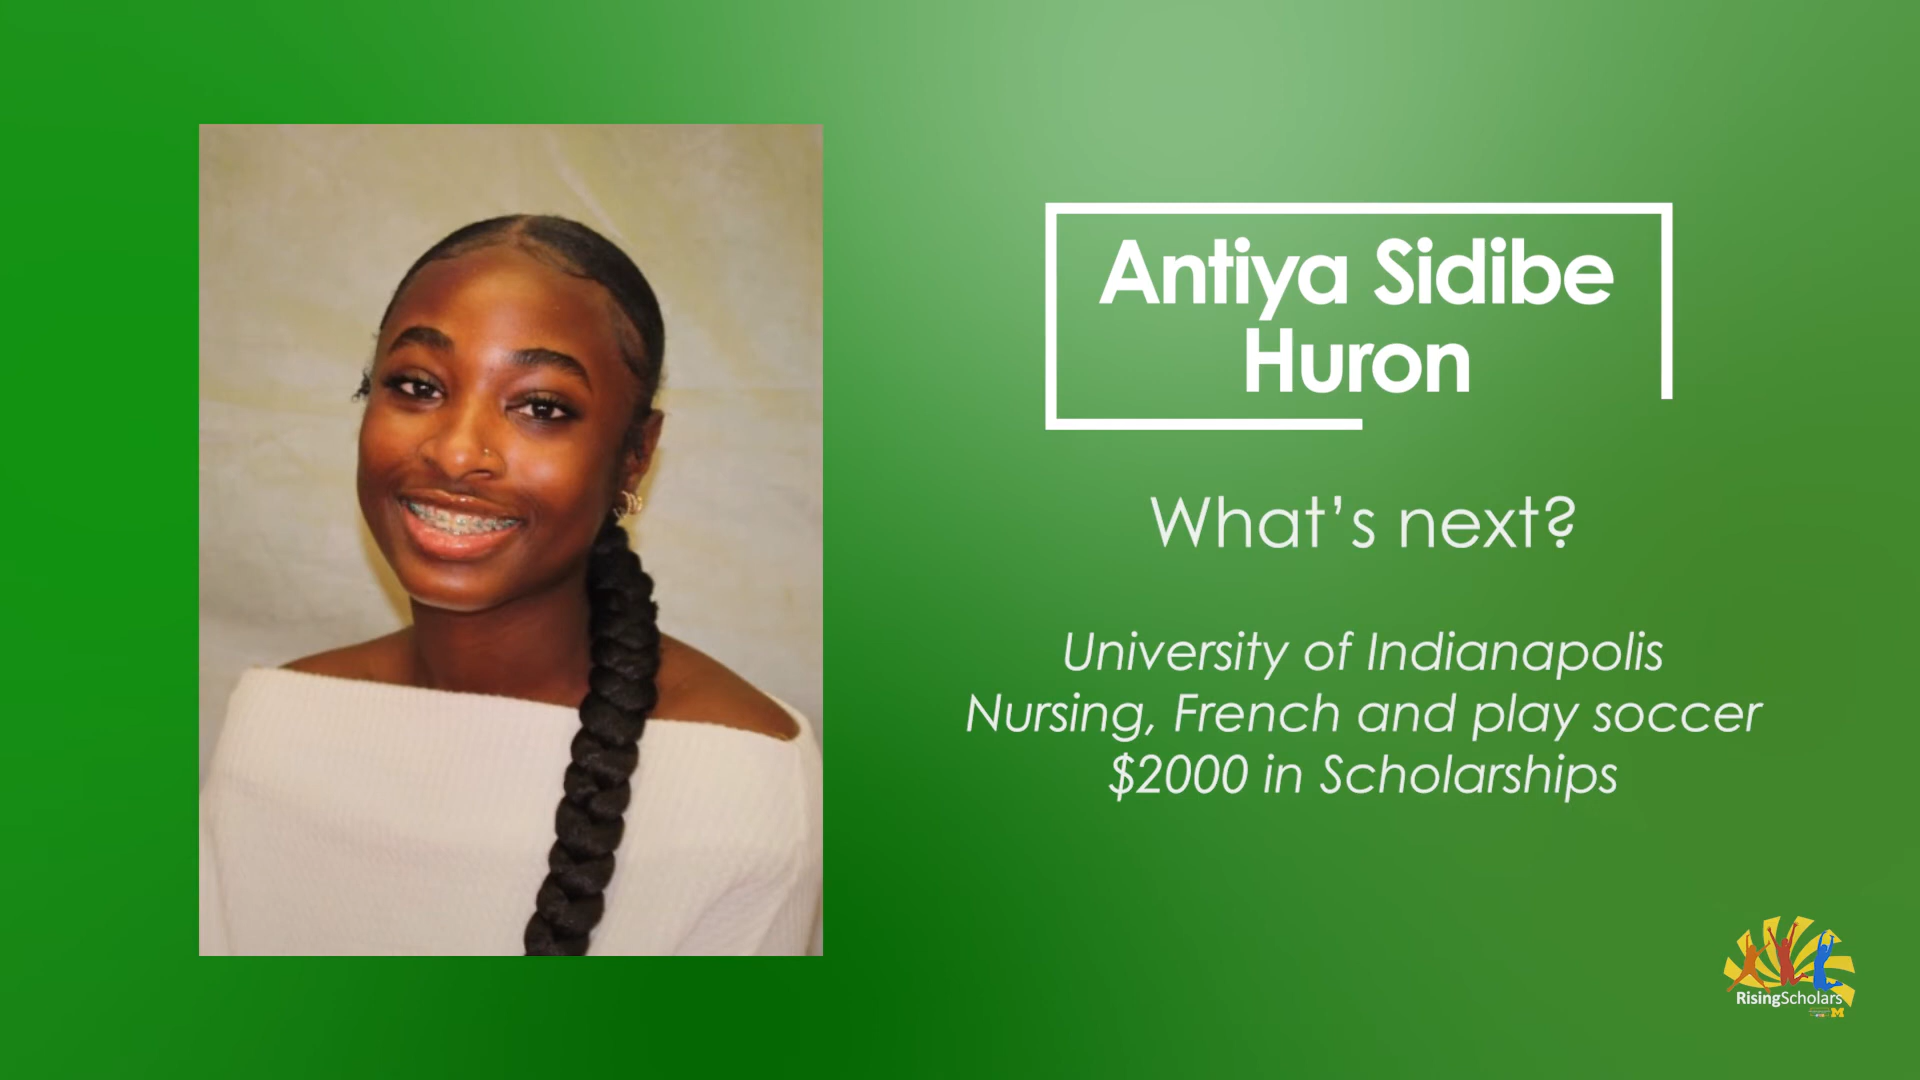 Antiya Sidibe
Huron
What's next?
University of Indianapolis
Nursing, French and play soccer
$2000 in Scholarships
RisingScholars
M